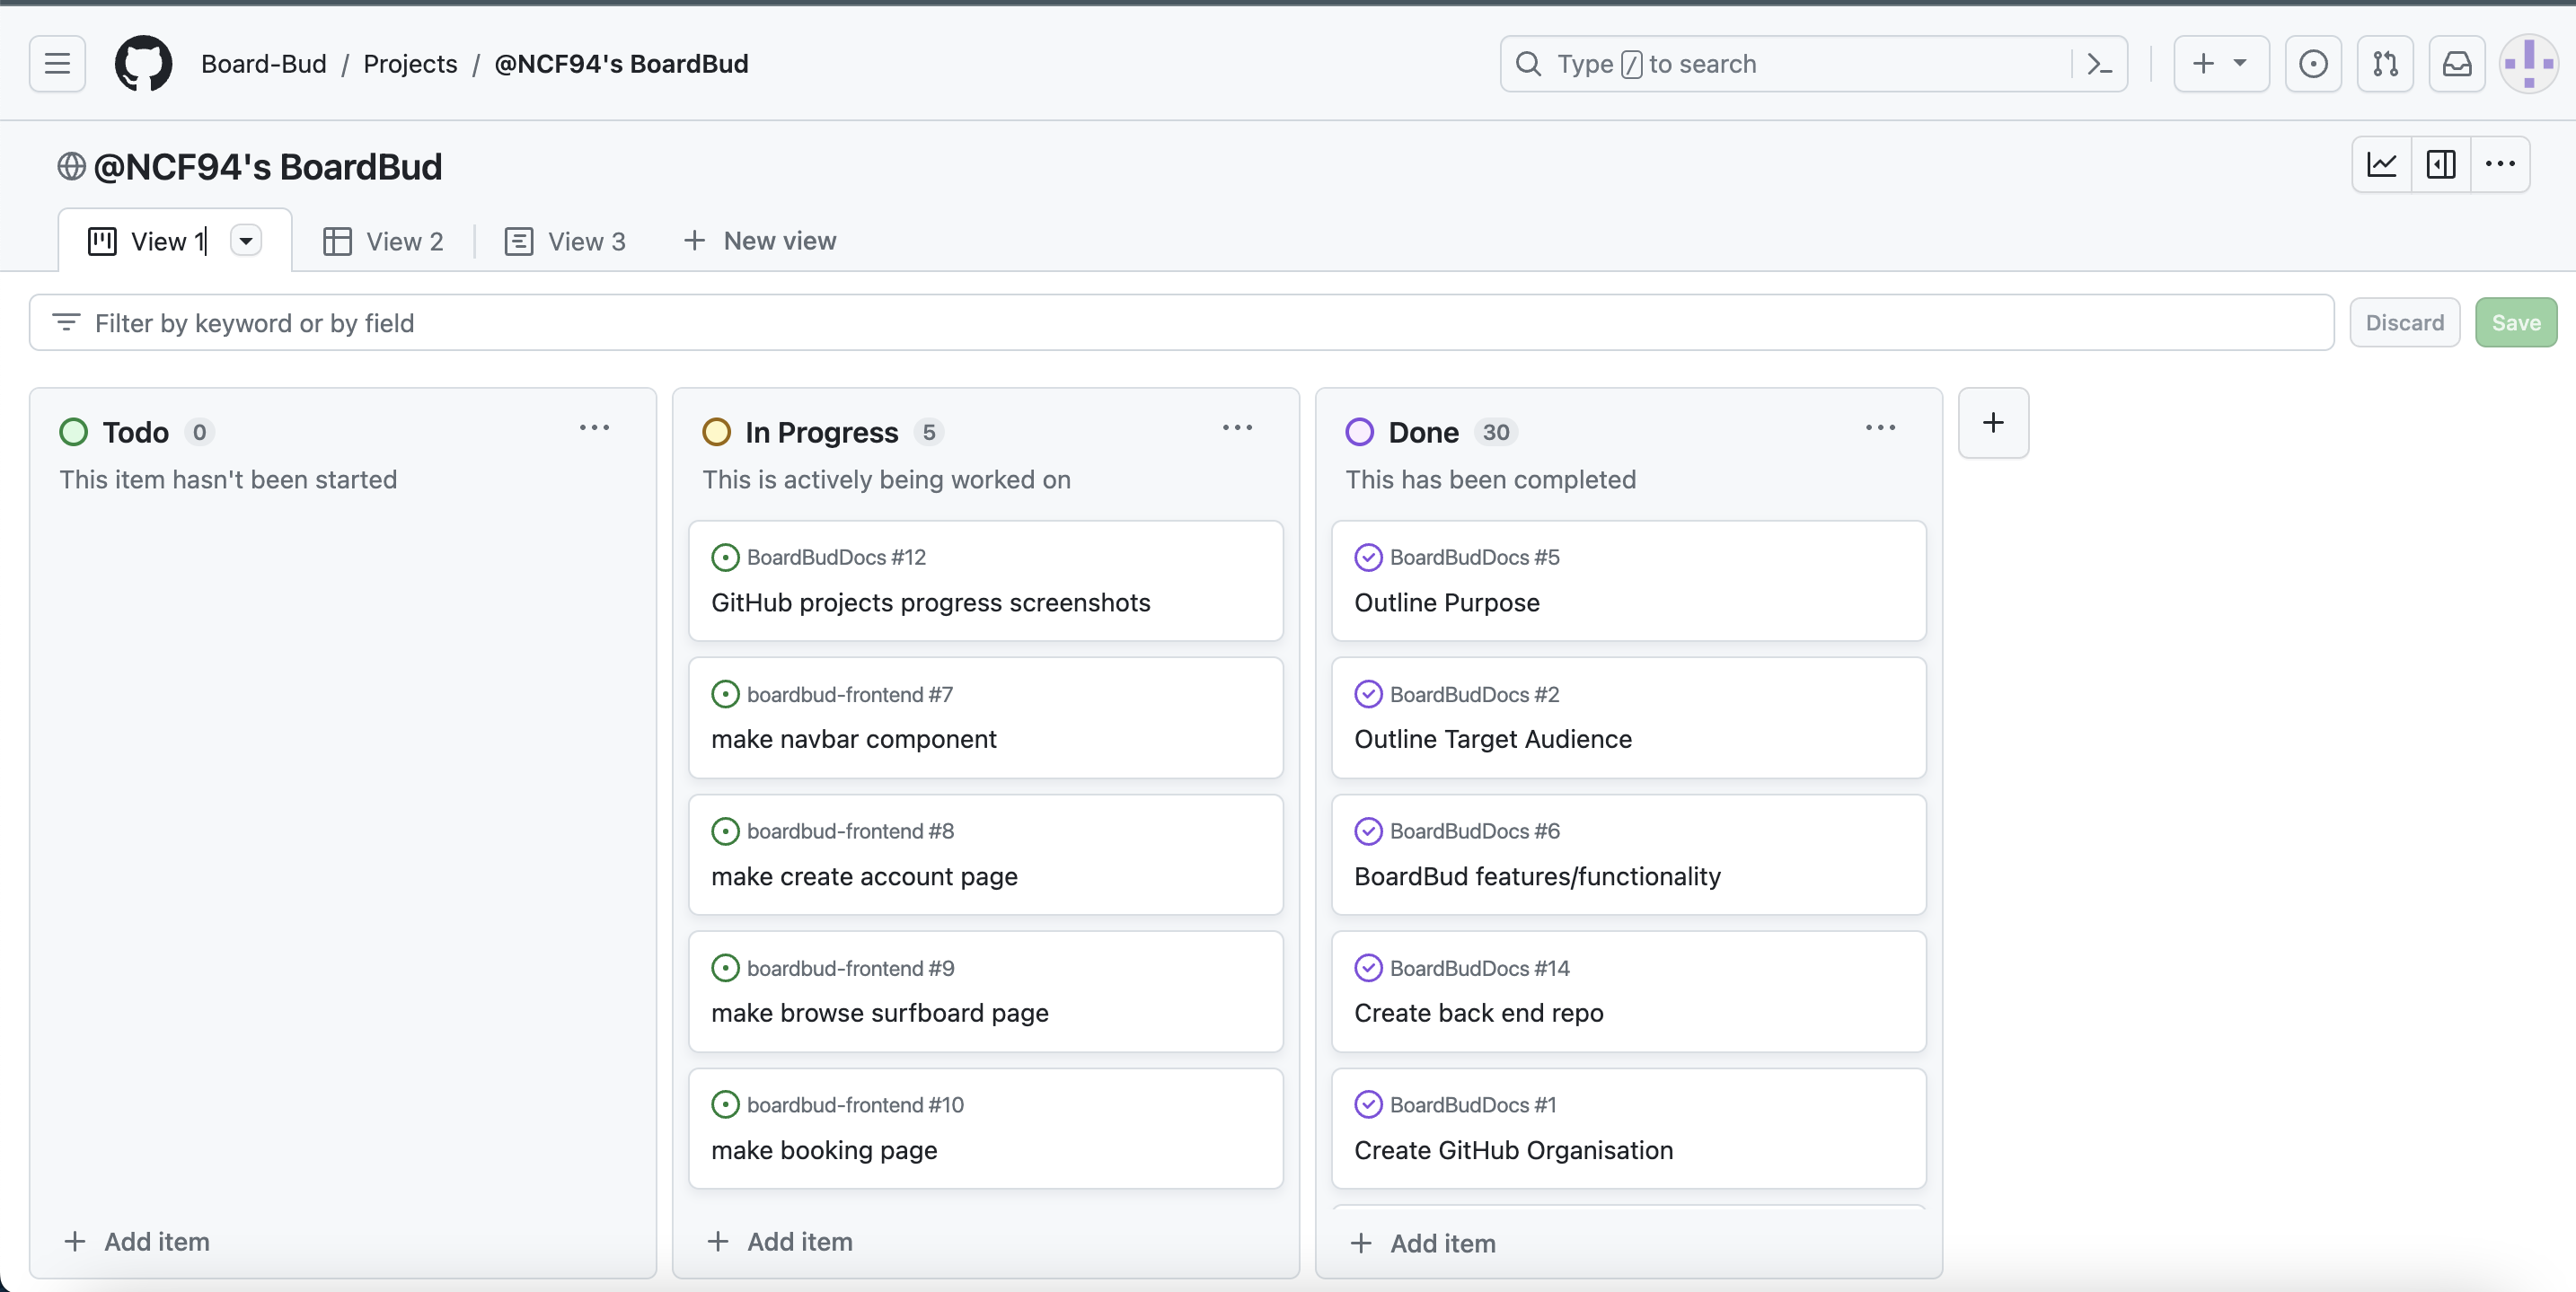 Board-Bud / Projects / @NCF94's BoardBud
Type / to search
@NCF94's BoardBud
View 1
View 2
View 3
New view
Filter by keyword or by field
Discard
Save
Todo 0
This item hasn't been started
Add item
In Progress 5
This is actively being worked on
BoardBudDocs #12
GitHub projects progress screenshots
boardbud-frontend #7
make navbar component
boardbud-frontend #8
make create account page
boardbud-frontend #9
make browse surfboard page
boardbud-frontend #10
make booking page
Add item
Done 30
This has been completed
BoardBudDocs #5
Outline Purpose
BoardBudDocs #2
Outline Target Audience
BoardBudDocs #6
BoardBud features/functionality
BoardBudDocs #14
Create back end repo
BoardBudDocs #1
Create GitHub Organisation
Add item